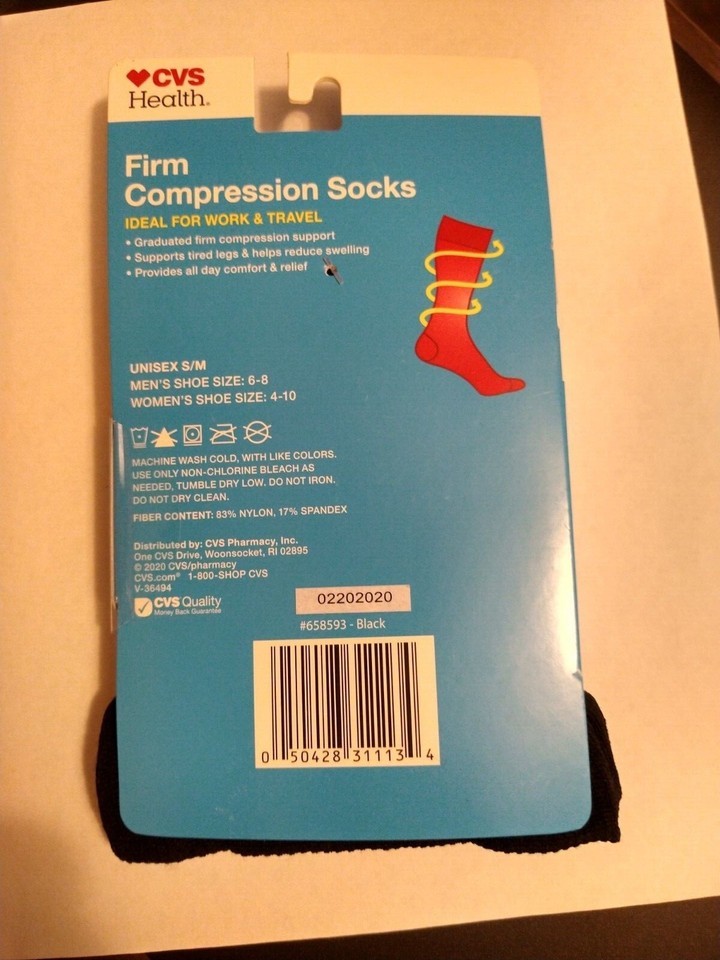 CVS
Health.
Firm
Compression Socks
IDEAL FOR WORK & TRAVEL
• Graduated firm compression support
• Supports tired legs & helps reduce swelling
• Provides all day comfort & relief
UNISEX S/M
MEN'S SHOE SIZE: 6-8
WOMEN'S SHOE SIZE: 4-10
MACHINE WASH COLD, WITH LIKE COLORS.
USE ONLY NON-CHLORINE BLEACH AS
NEEDED, TUMBLE DRY LOW. DO NOT IRON.
DO NOT DRY CLEAN.
FIBER CONTENT: 83% NYLON, 17% SPANDEX
Distributed by: CVS Pharmacy, Inc.
One CVS Drive, Woonsocket, RI 02895
© 2020 CVS/pharmacy
CVS.com® 1-800-SHOP CVS
V-36494
CVS Quality
Money Back Guarantee
02202020
#658593 - Black
0 50428 31113 4